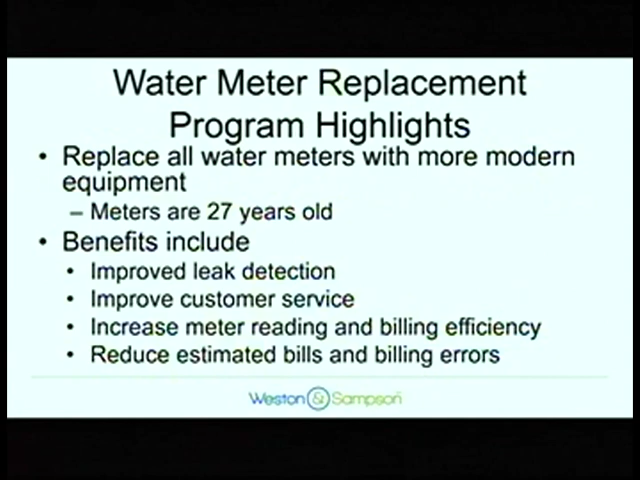 Water Meter Replacement
Program Highlights
• Replace all water meters with more modern
equipment
– Meters are 27 years old
• Benefits include
• Improved leak detection
• Improve customer service
• Increase meter reading and billing efficiency
• Reduce estimated bills and billing errors
Weston & Sampson